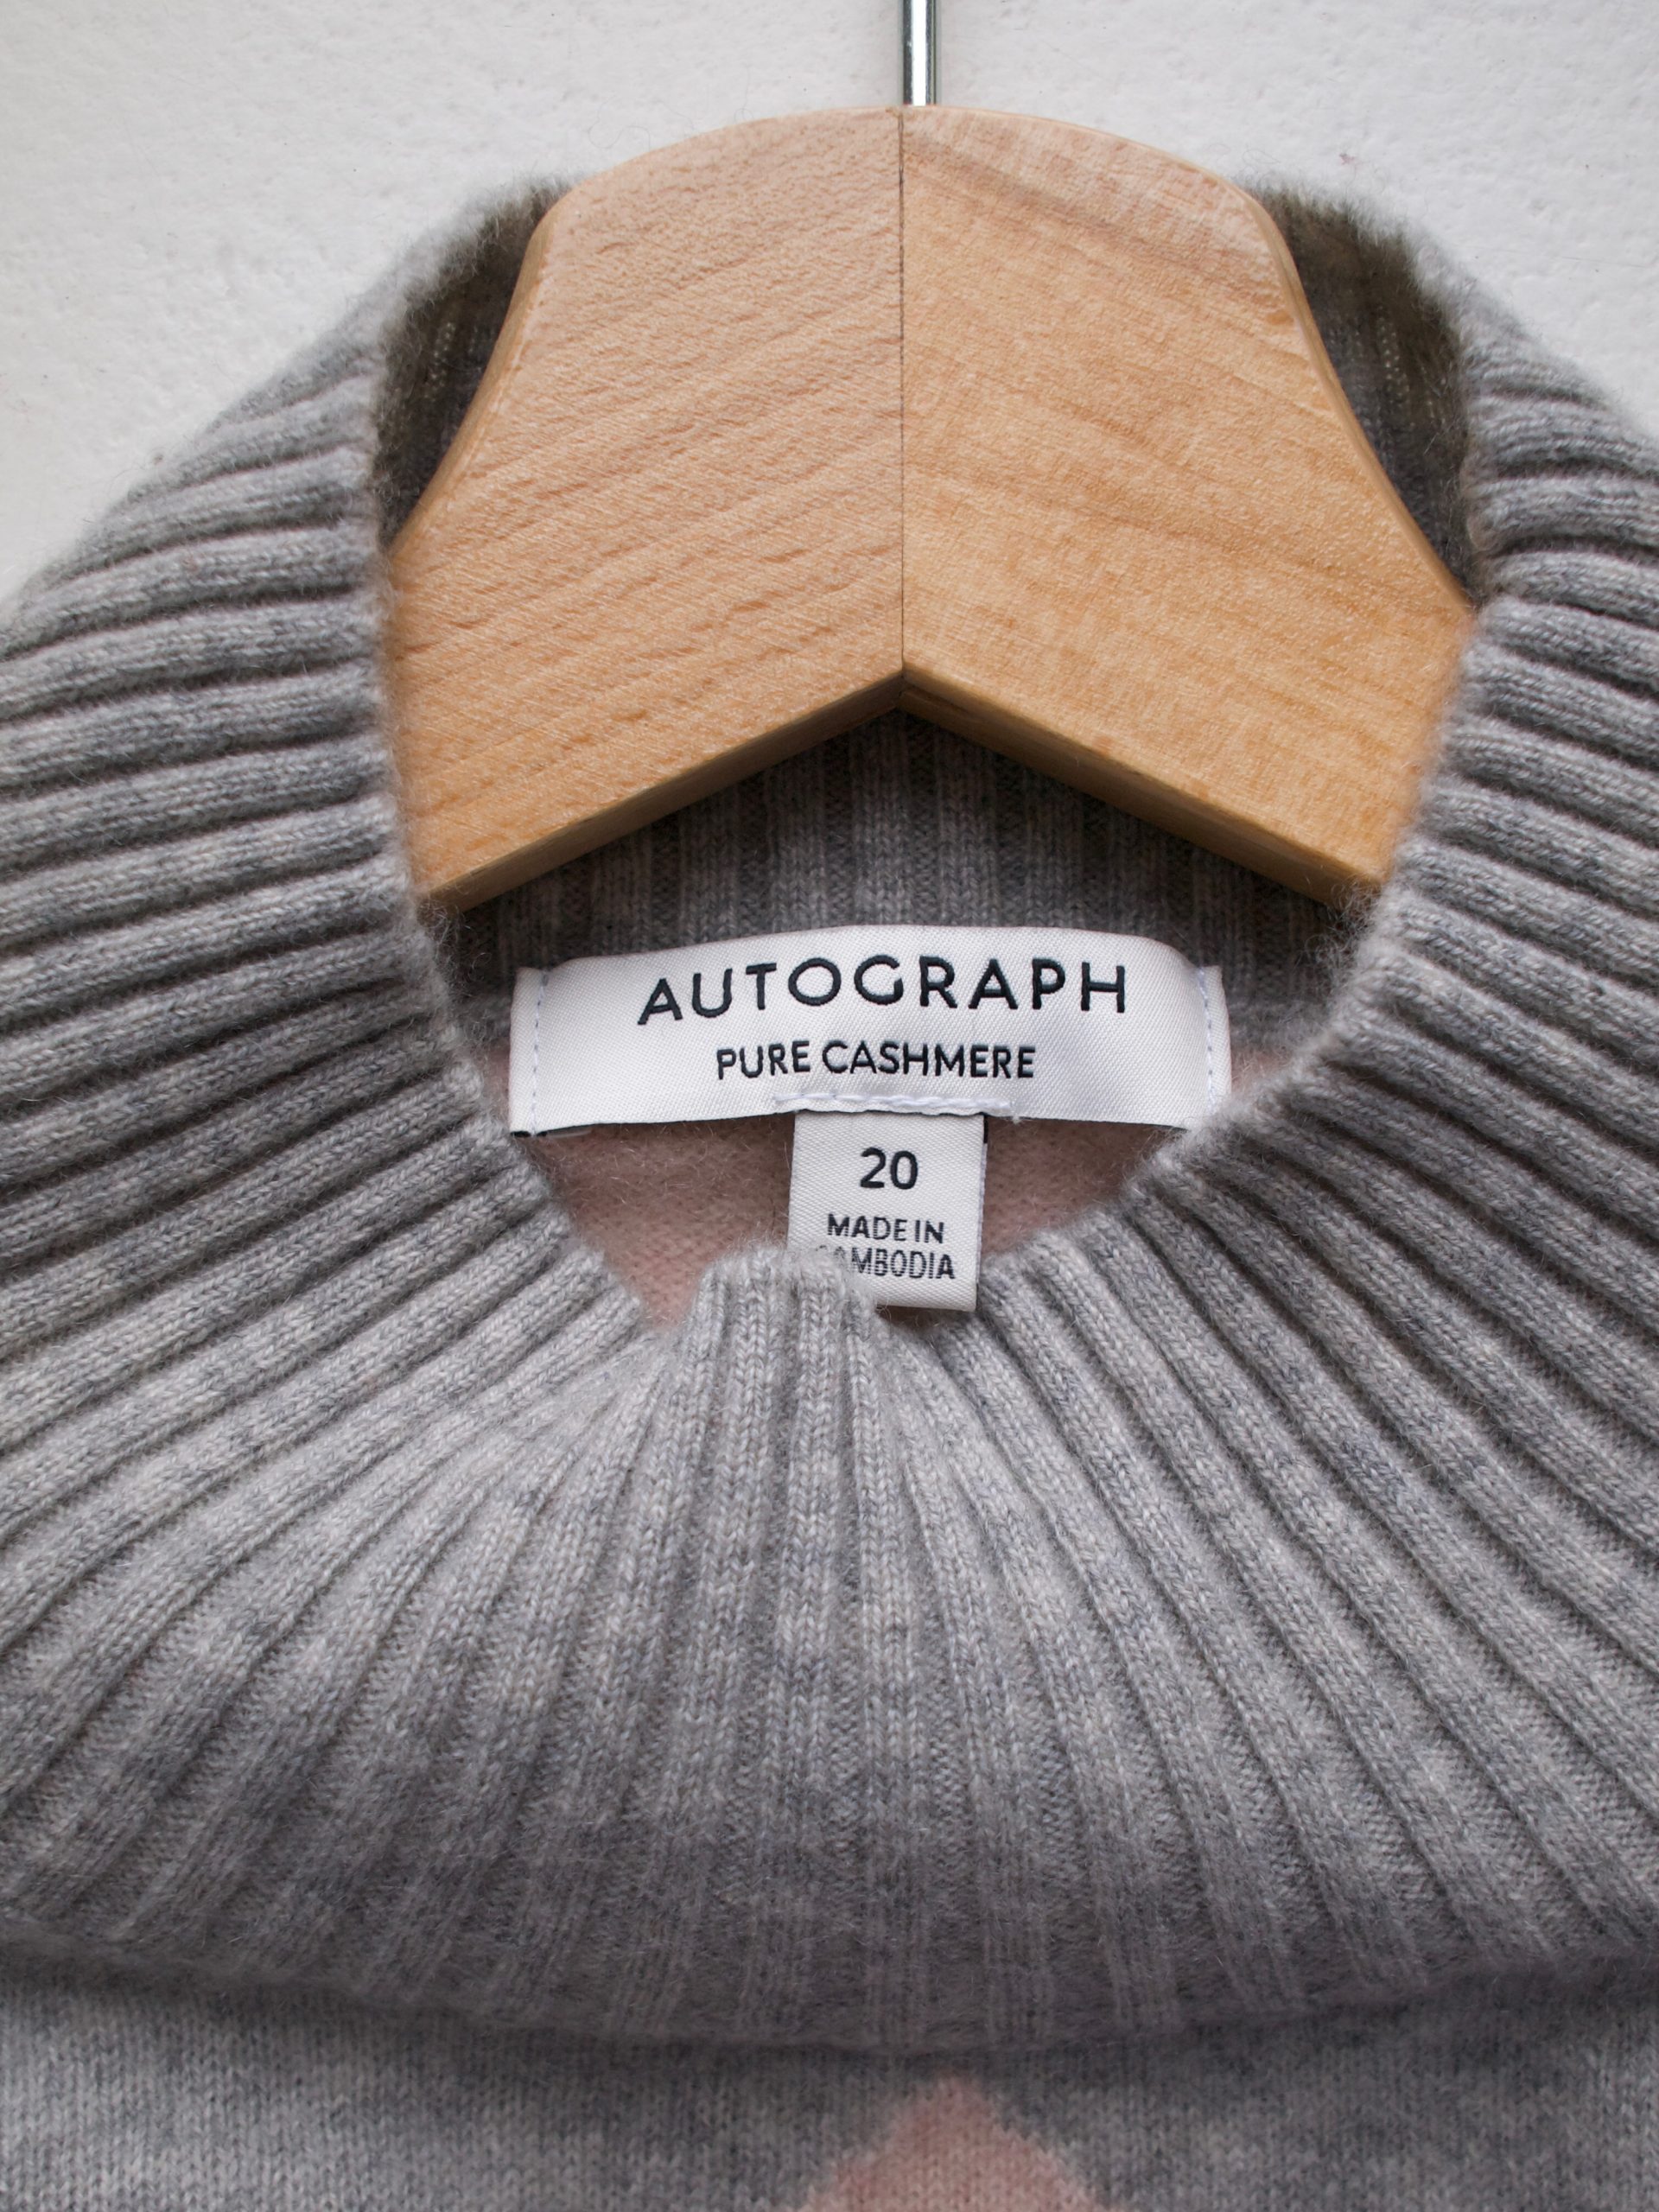 AUTOGRAPH
PURE CASHMERE
20
MADE IN
CAMBODIA